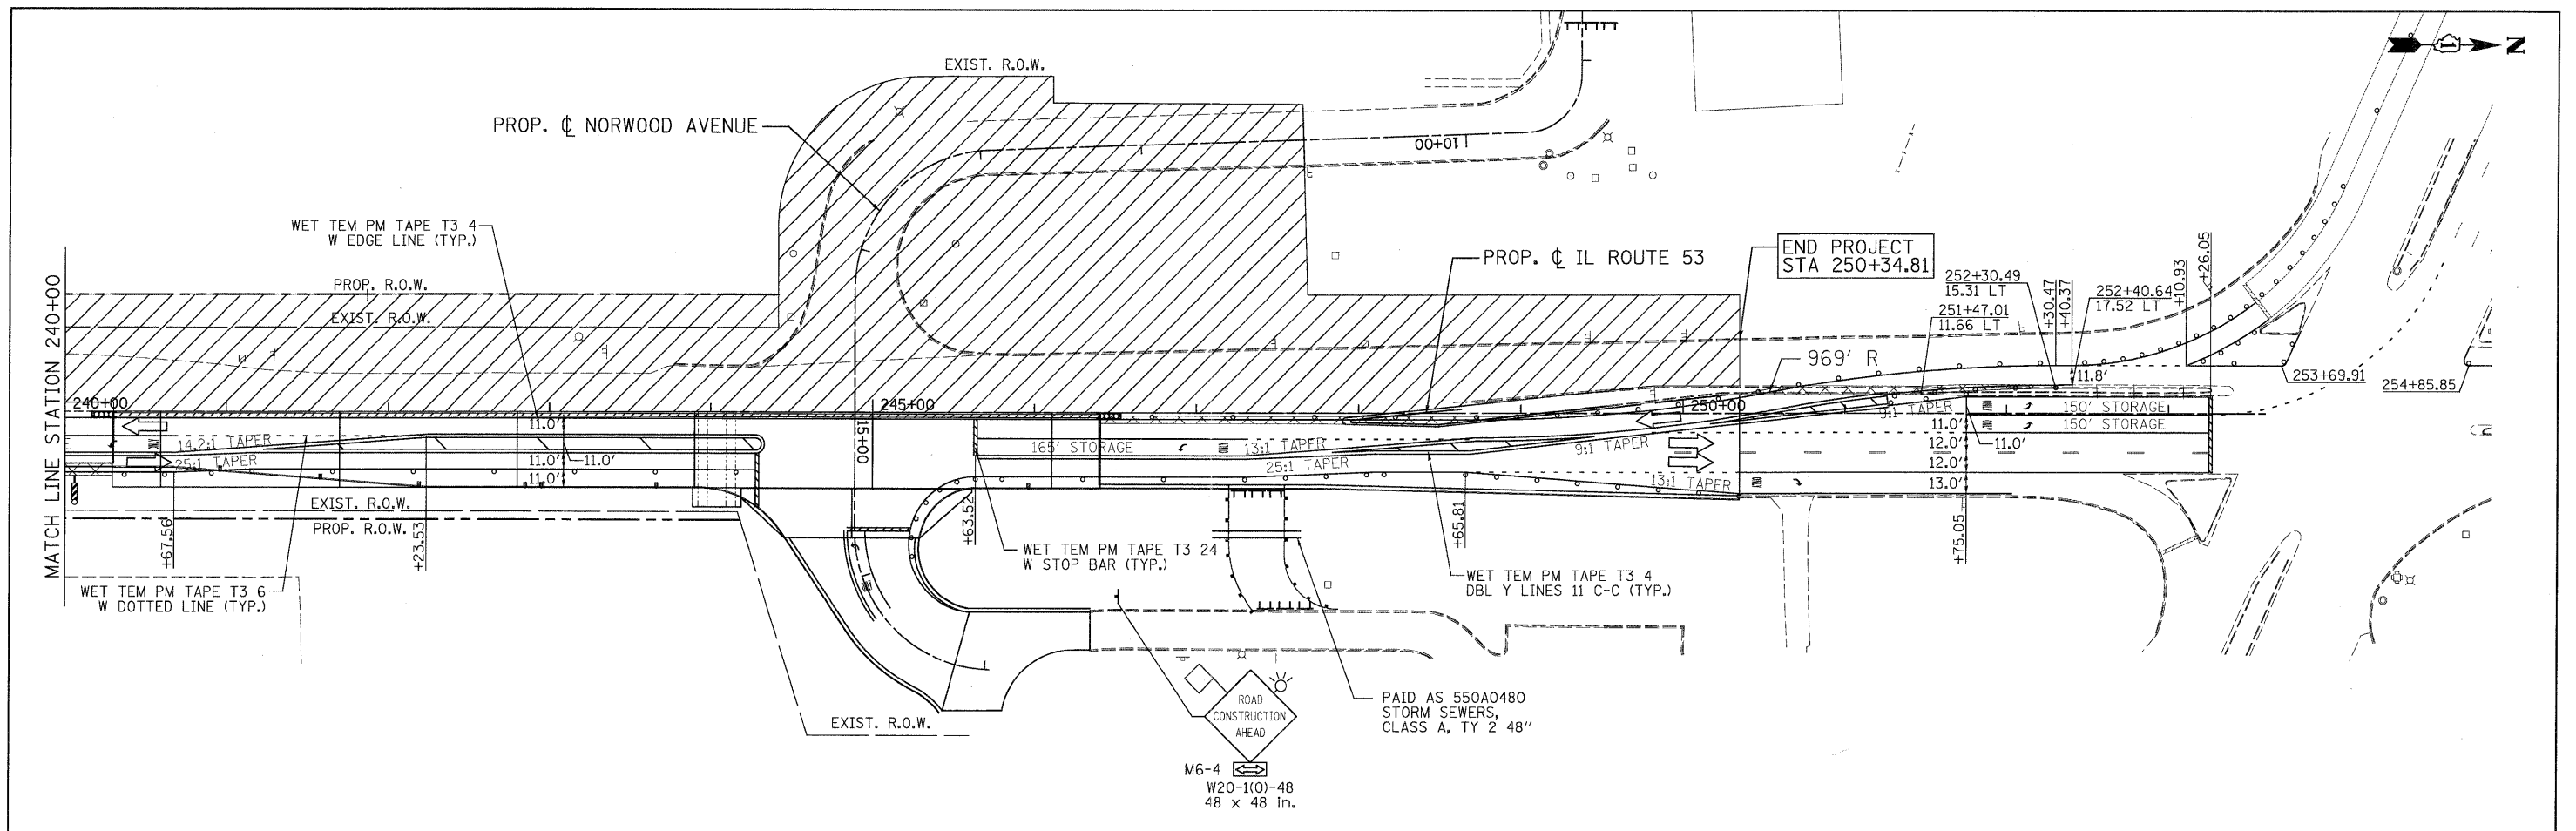 EXIST. R.O.W.
N
1
PROP. ℄ NORWOOD AVENUE
110+00
WET TEM PM TAPE T3 4
W EDGE LINE (TYP.)
PROP. ℄ IL ROUTE 53
END PROJECT
STA 250+34.81
252+30.49
15.31 LT
251+47.01
11.66 LT
+30.47
+40.37
252+40.64
17.52 LT
+10.93
+26.05
MATCH LINE STATION 240+00
PROP. R.O.W.
EXIST. R.O.W.
969' R
11.8'
253+69.91
254+85.85
240+00
245+00
250+00
11.0'
14.2:1 TAPER
25:1 TAPER
11.0'
11.0'
11.0'
15+00
165' STORAGE
13:1 TAPER
25:1 TAPER
9:1 TAPER
9:1 TAPER
150' STORAGE
11.0'
150' STORAGE
12.0'
11.0'
12.0'
13:1 TAPER
13.0'
EXIST. R.O.W.
PROP. R.O.W.
+67.56
+23.53
+63.52
+65.81
+75.05
WET TEM PM TAPE T3 24
W STOP BAR (TYP.)
WET TEM PM TAPE T3 4
DBL Y LINES 11 C-C (TYP.)
WET TEM PM TAPE T3 6
W DOTTED LINE (TYP.)
EXIST. R.O.W.
ROAD
CONSTRUCTION
AHEAD
PAID AS 550A0480
STORM SEWERS,
CLASS A, TY 2 48"
M6-4
W20-1(O)-48
48 x 48 in.